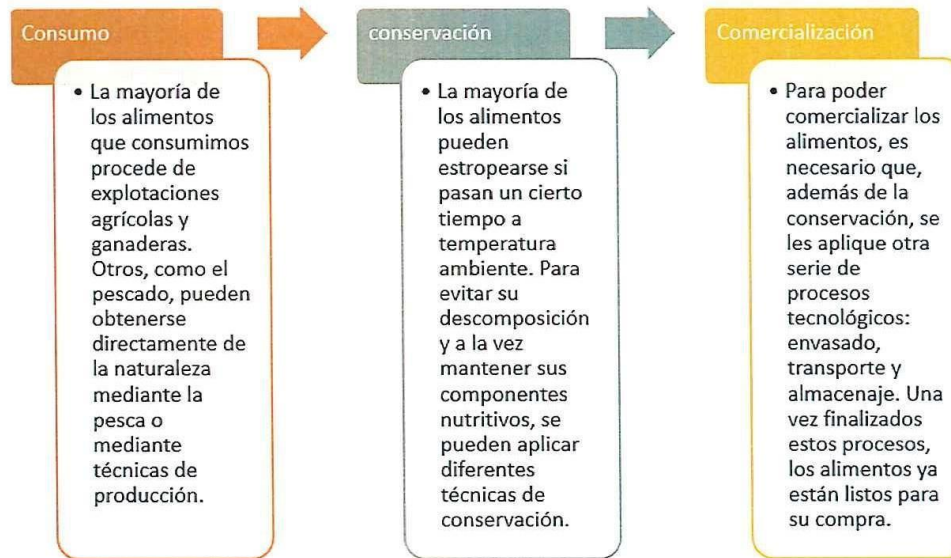 Consumo
• La mayoría de
los alimentos
que consumimos
procede de
explotaciones
agrícolas y
ganaderas.
Otros, como el
pescado, pueden
obtenerse
directamente de
la naturaleza
mediante la
pesca o
mediante
técnicas de
producción.
conservación
• La mayoría de
los alimentos
pueden
estropearse si
pasan un cierto
tiempo a
temperatura
ambiente. Para
evitar su
descomposición
y a la vez
mantener sus
componentes
nutritivos, se
pueden aplicar
diferentes
técnicas de
conservación.
Comercialización
• Para poder
comercializar los
alimentos, es
necesario que,
además de la
conservación, se
les aplique otra
serie de
procesos
tecnológicos:
envasado,
transporte y
almacenaje. Una
vez finalizados
estos procesos,
los alimentos ya
están listos para
su compra.